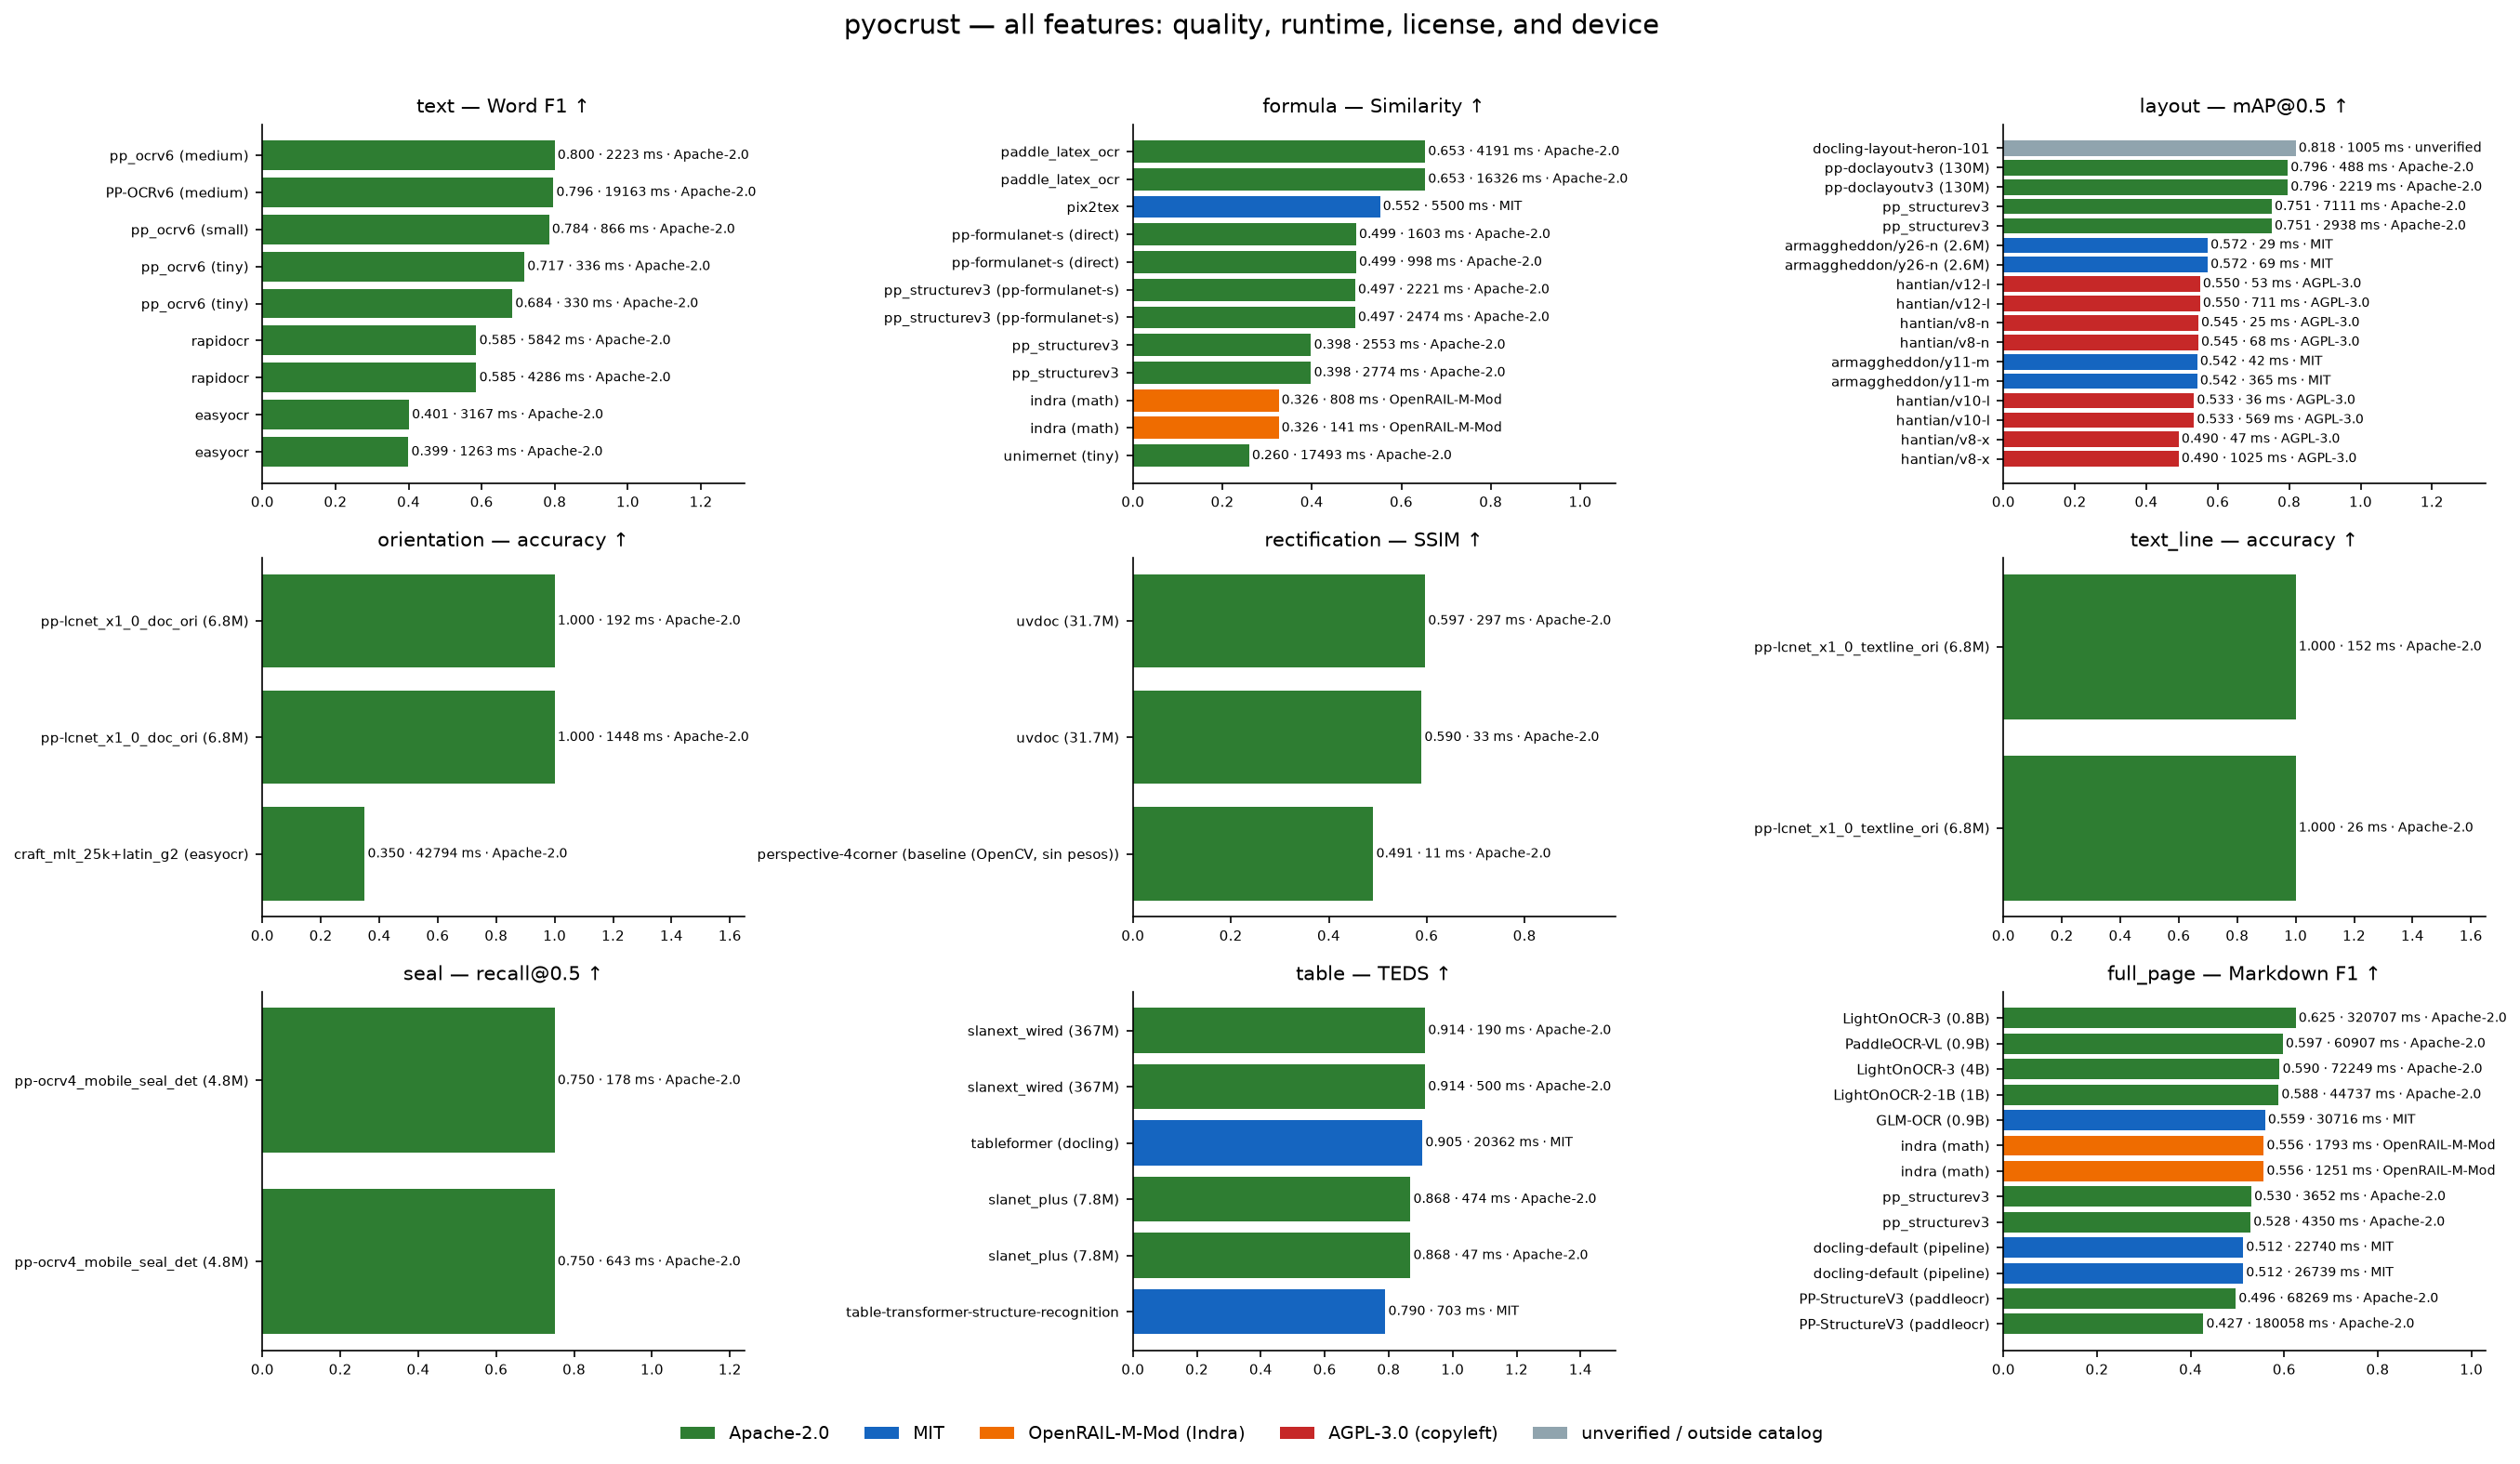 pyocrust — all features: quality, runtime, license, and device
text — Word F1 ↑
pp_ocrv6 (medium) 0.800 · 2223 ms · Apache-2.0
PP-OCRv6 (medium) 0.796 · 19163 ms · Apache-2.0
pp_ocrv6 (small) 0.784 · 866 ms · Apache-2.0
pp_ocrv6 (tiny) 0.717 · 336 ms · Apache-2.0
pp_ocrv6 (tiny) 0.684 · 330 ms · Apache-2.0
rapidocr 0.585 · 5842 ms · Apache-2.0
rapidocr 0.585 · 4286 ms · Apache-2.0
easyocr 0.401 · 3167 ms · Apache-2.0
easyocr 0.399 · 1263 ms · Apache-2.0
0.0 0.2 0.4 0.6 0.8 1.0 1.2
formula — Similarity ↑
paddle_latex_ocr 0.653 · 4191 ms · Apache-2.0
paddle_latex_ocr 0.653 · 16326 ms · Apache-2.0
pix2tex 0.552 · 5500 ms · MIT
pp-formulanet-s (direct) 0.499 · 1603 ms · Apache-2.0
pp-formulanet-s (direct) 0.499 · 998 ms · Apache-2.0
pp_structurev3 (pp-formulanet-s) 0.497 · 2221 ms · Apache-2.0
pp_structurev3 (pp-formulanet-s) 0.497 · 2474 ms · Apache-2.0
pp_structurev3 0.398 · 2553 ms · Apache-2.0
pp_structurev3 0.398 · 2774 ms · Apache-2.0
indra (math) 0.326 · 808 ms · OpenRAIL-M-Mod
indra (math) 0.326 · 141 ms · OpenRAIL-M-Mod
unimernet (tiny) 0.260 · 17493 ms · Apache-2.0
0.0 0.2 0.4 0.6 0.8 1.0
layout — mAP@0.5 ↑
docling-layout-heron-101 0.818 · 1005 ms · unverified
pp-doclayoutv3 (130M) 0.796 · 488 ms · Apache-2.0
pp-doclayoutv3 (130M) 0.796 · 2219 ms · Apache-2.0
pp_structurev3 0.751 · 7111 ms · Apache-2.0
pp_structurev3 0.751 · 2938 ms · Apache-2.0
armaggheddon/y26-n (2.6M) 0.572 · 29 ms · MIT
armaggheddon/y26-n (2.6M) 0.572 · 69 ms · MIT
hantian/v12-l 0.550 · 53 ms · AGPL-3.0
hantian/v12-l 0.550 · 711 ms · AGPL-3.0
hantian/v8-n 0.545 · 25 ms · AGPL-3.0
hantian/v8-n 0.545 · 68 ms · AGPL-3.0
armaggheddon/y11-m 0.542 · 42 ms · MIT
armaggheddon/y11-m 0.542 · 365 ms · MIT
hantian/v10-l 0.533 · 36 ms · AGPL-3.0
hantian/v10-l 0.533 · 569 ms · AGPL-3.0
hantian/v8-x 0.490 · 47 ms · AGPL-3.0
hantian/v8-x 0.490 · 1025 ms · AGPL-3.0
0.0 0.2 0.4 0.6 0.8 1.0 1.2
orientation — accuracy ↑
pp-lcnet_x1_0_doc_ori (6.8M) 1.000 · 192 ms · Apache-2.0
pp-lcnet_x1_0_doc_ori (6.8M) 1.000 · 1448 ms · Apache-2.0
craft_mlt_25k+latin_g2 (easyocr) 0.350 · 42794 ms · Apache-2.0
0.0 0.2 0.4 0.6 0.8 1.0 1.2 1.4 1.6
rectification — SSIM ↑
uvdoc (31.7M) 0.597 · 297 ms · Apache-2.0
uvdoc (31.7M) 0.590 · 33 ms · Apache-2.0
perspective-4corner (baseline (OpenCV, sin pesos)) 0.491 · 11 ms · Apache-2.0
0.0 0.2 0.4 0.6 0.8
text_line — accuracy ↑
pp-lcnet_x1_0_textline_ori (6.8M) 1.000 · 152 ms · Apache-2.0
pp-lcnet_x1_0_textline_ori (6.8M) 1.000 · 26 ms · Apache-2.0
0.0 0.2 0.4 0.6 0.8 1.0 1.2 1.4 1.6
seal — recall@0.5 ↑
pp-ocrv4_mobile_seal_det (4.8M) 0.750 · 178 ms · Apache-2.0
pp-ocrv4_mobile_seal_det (4.8M) 0.750 · 643 ms · Apache-2.0
0.0 0.2 0.4 0.6 0.8 1.0 1.2
table — TEDS ↑
slanext_wired (367M) 0.914 · 190 ms · Apache-2.0
slanext_wired (367M) 0.914 · 500 ms · Apache-2.0
tableformer (docling) 0.905 · 20362 ms · MIT
slanet_plus (7.8M) 0.868 · 474 ms · Apache-2.0
slanet_plus (7.8M) 0.868 · 47 ms · Apache-2.0
table-transformer-structure-recognition 0.790 · 703 ms · MIT
0.0 0.2 0.4 0.6 0.8 1.0 1.2 1.4
full_page — Markdown F1 ↑
LightOnOCR-3 (0.8B) 0.625 · 320707 ms · Apache-2.0
PaddleOCR-VL (0.9B) 0.597 · 60907 ms · Apache-2.0
LightOnOCR-3 (4B) 0.590 · 72249 ms · Apache-2.0
LightOnOCR-2-1B (1B) 0.588 · 44737 ms · Apache-2.0
GLM-OCR (0.9B) 0.559 · 30716 ms · MIT
indra (math) 0.556 · 1793 ms · OpenRAIL-M-Mod
indra (math) 0.556 · 1251 ms · OpenRAIL-M-Mod
pp_structurev3 0.530 · 3652 ms · Apache-2.0
pp_structurev3 0.528 · 4350 ms · Apache-2.0
docling-default (pipeline) 0.512 · 22740 ms · MIT
docling-default (pipeline) 0.512 · 26739 ms · MIT
PP-StructureV3 (paddleocr) 0.496 · 68269 ms · Apache-2.0
PP-StructureV3 (paddleocr) 0.427 · 180058 ms · Apache-2.0
0.0 0.2 0.4 0.6 0.8 1.0
Apache-2.0 MIT OpenRAIL-M-Mod (Indra) AGPL-3.0 (copyleft) unverified / outside catalog